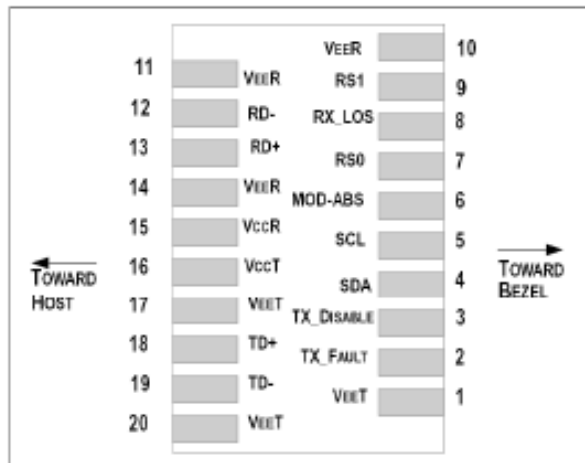 VEER 10
11 VEER
RS1 9
12 RD-
RX_LOS 8
13 RD+
RS0 7
14 VEER
MOD-ABS 6
15 VCCR
SCL 5
16 VCCT
TOWARD HOST
TOWARD BEZEL
SDA 4
17 VEET
TX_DISABLE 3
18 TD+
TX_FAULT 2
19 TD-
VEET 1
20 VEET